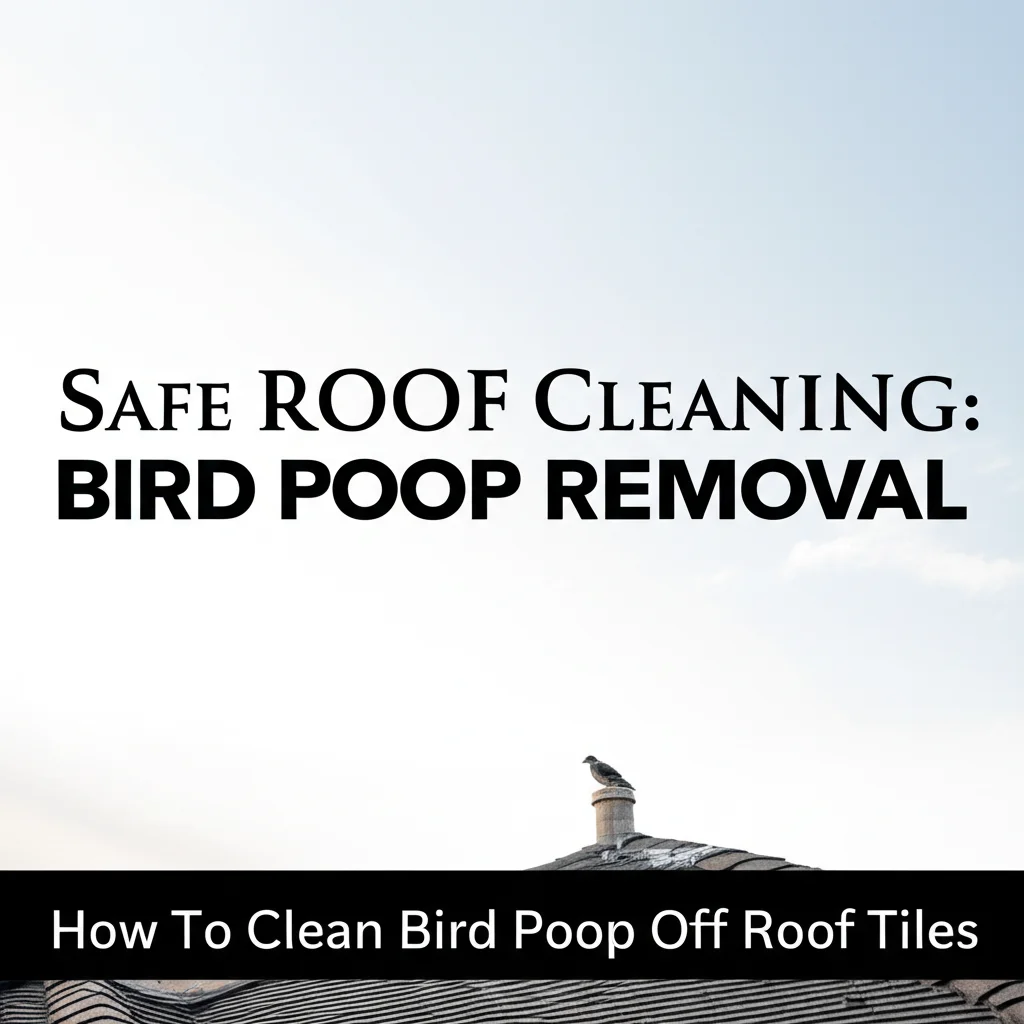 Safe ROOF Cleaning:
BIRD POOP REMOVAL
How To Clean Bird Poop Off Roof Tiles